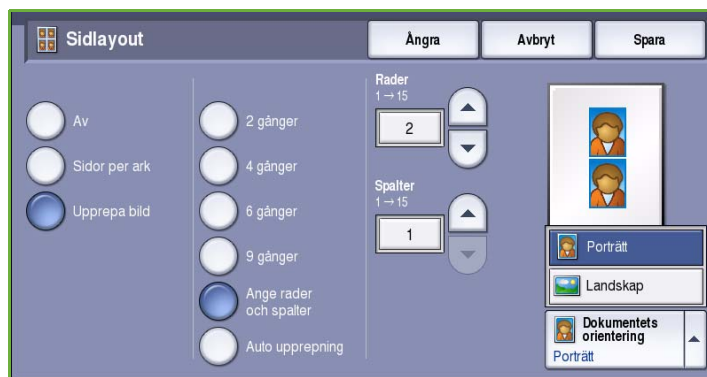 Sidlayout
Ångra
Avbryt
Spara
Av
Sidor per ark
Upprepa bild
2 gånger
4 gånger
6 gånger
9 gånger
Ange rader
och spalter
Auto upprepning
Rader
1→15
2
Spalter
1→15
1
Porträtt
Landskap
Dokumentets
orientering
Porträtt